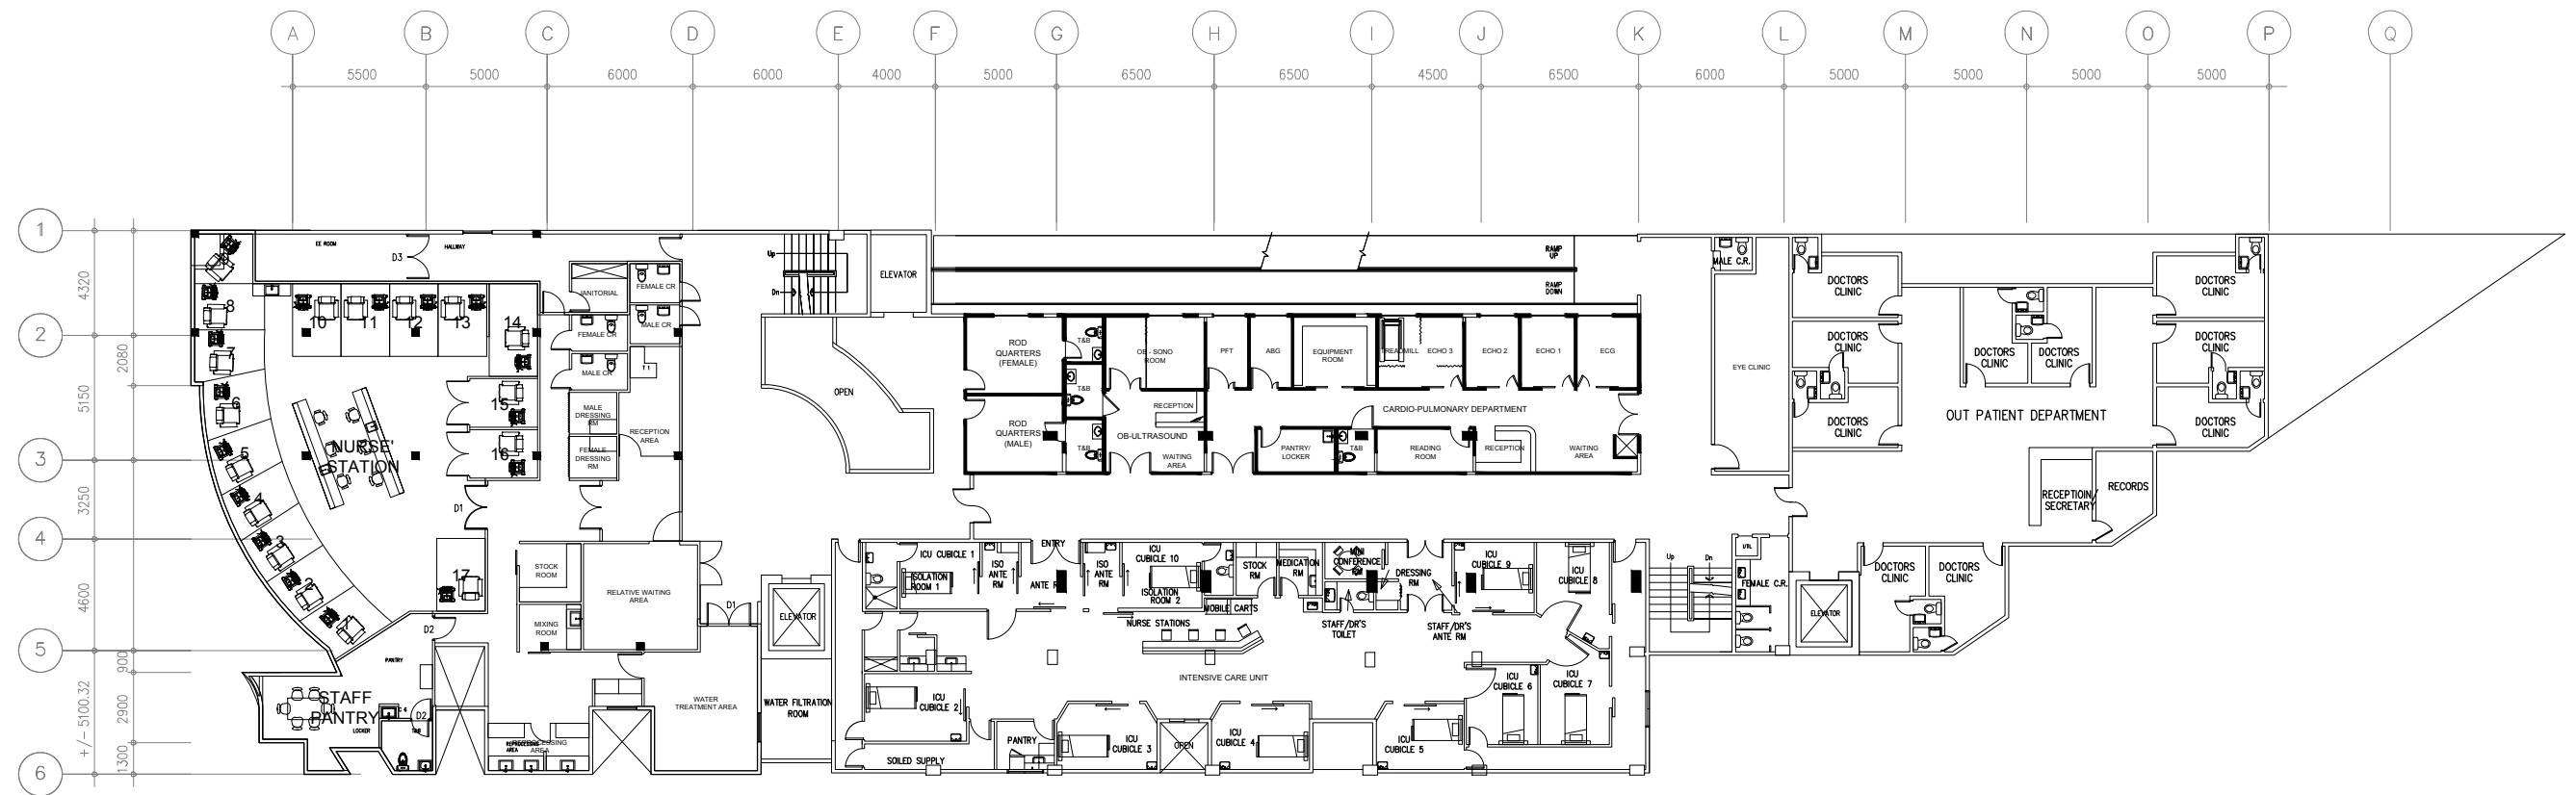 A B C D E F G H I J K L M N O P Q
5500 5000 6000 6000 4000 5000 6500 6500 4500 6500 6000 5000 5000 5000 5000
1
2
3
4
5
6
4320
5150
3250
4600
+/- 5100.32
2080
900
2900
1300
EE ROOM
HALLWAY
D3
8
7
6
5
4
3
2
1
10
11
12
13
14
15
16
17
NURSE'
STATION
D1
D2
PANTRY
STAFF
PANTRY
LOCKER
D2
T&B
JANITORIAL
FEMALE CR
MALE CR
FEMALE CR
MALE CR
MALE
DRESSING
RM
FEMALE
DRESSING
RM
RECEPTION
AREA
STOCK
ROOM
MIXING
ROOM
RELATIVE WAITING
AREA
D1
WATER
TREATMENT AREA
WATER FILTRATION
ROOM
ELEVATOR
Up
Dn
ELEVATOR
OPEN
RAMP
UP
RAMP
DOWN
ROD
QUARTERS
(FEMALE)
ROD
QUARTERS
(MALE)
T&B
T&B
T&B
OB - SONO
ROOM
RECEPTION
OB-ULTRASOUND
WAITING
AREA
PFT
ABG
EQUIPMENT
ROOM
TREADMILL
ECHO 3
ECHO 2
ECHO 1
ECG
CARDIO-PULMONARY DEPARTMENT
PANTRY/
LOCKER
T&B
READING
ROOM
RECEPTION
WAITING
AREA
ICU CUBICLE 1
ISOLATION
ROOM 1
ISO
ANTE
RM
ENTRY
ANTE R
ISO
ANTE
RM
ICU
CUBICLE 10
ISOLATION
ROOM 2
STOCK
RM
MEDICATION
RM
MINI
CONFERENCE
RM
DRESSING
RM
ICU
CUBICLE 9
ICU
CUBICLE 8
MOBILE CARTS
NURSE STATIONS
STAFF/DR'S
TOILET
STAFF/DR'S
ANTE RM
INTENSIVE CARE UNIT
ICU
CUBICLE 2
SOILED SUPPLY
PANTRY
ICU
CUBICLE 3
OPEN
ICU
CUBICLE 4
ICU
CUBICLE 5
ICU
CUBICLE 6
ICU
CUBICLE 7
Up
Dn
FEMALE C.R.
ELEVATOR
MALE C.R.
EYE CLINIC
DOCTORS
CLINIC
DOCTORS
CLINIC
DOCTORS
CLINIC
DOCTORS
CLINIC
DOCTORS
CLINIC
DOCTORS
CLINIC
DOCTORS
CLINIC
DOCTORS
CLINIC
OUT PATIENT DEPARTMENT
RECEPTIOIN/
SECRETARY
RECORDS
DOCTORS
CLINIC
DOCTORS
CLINIC